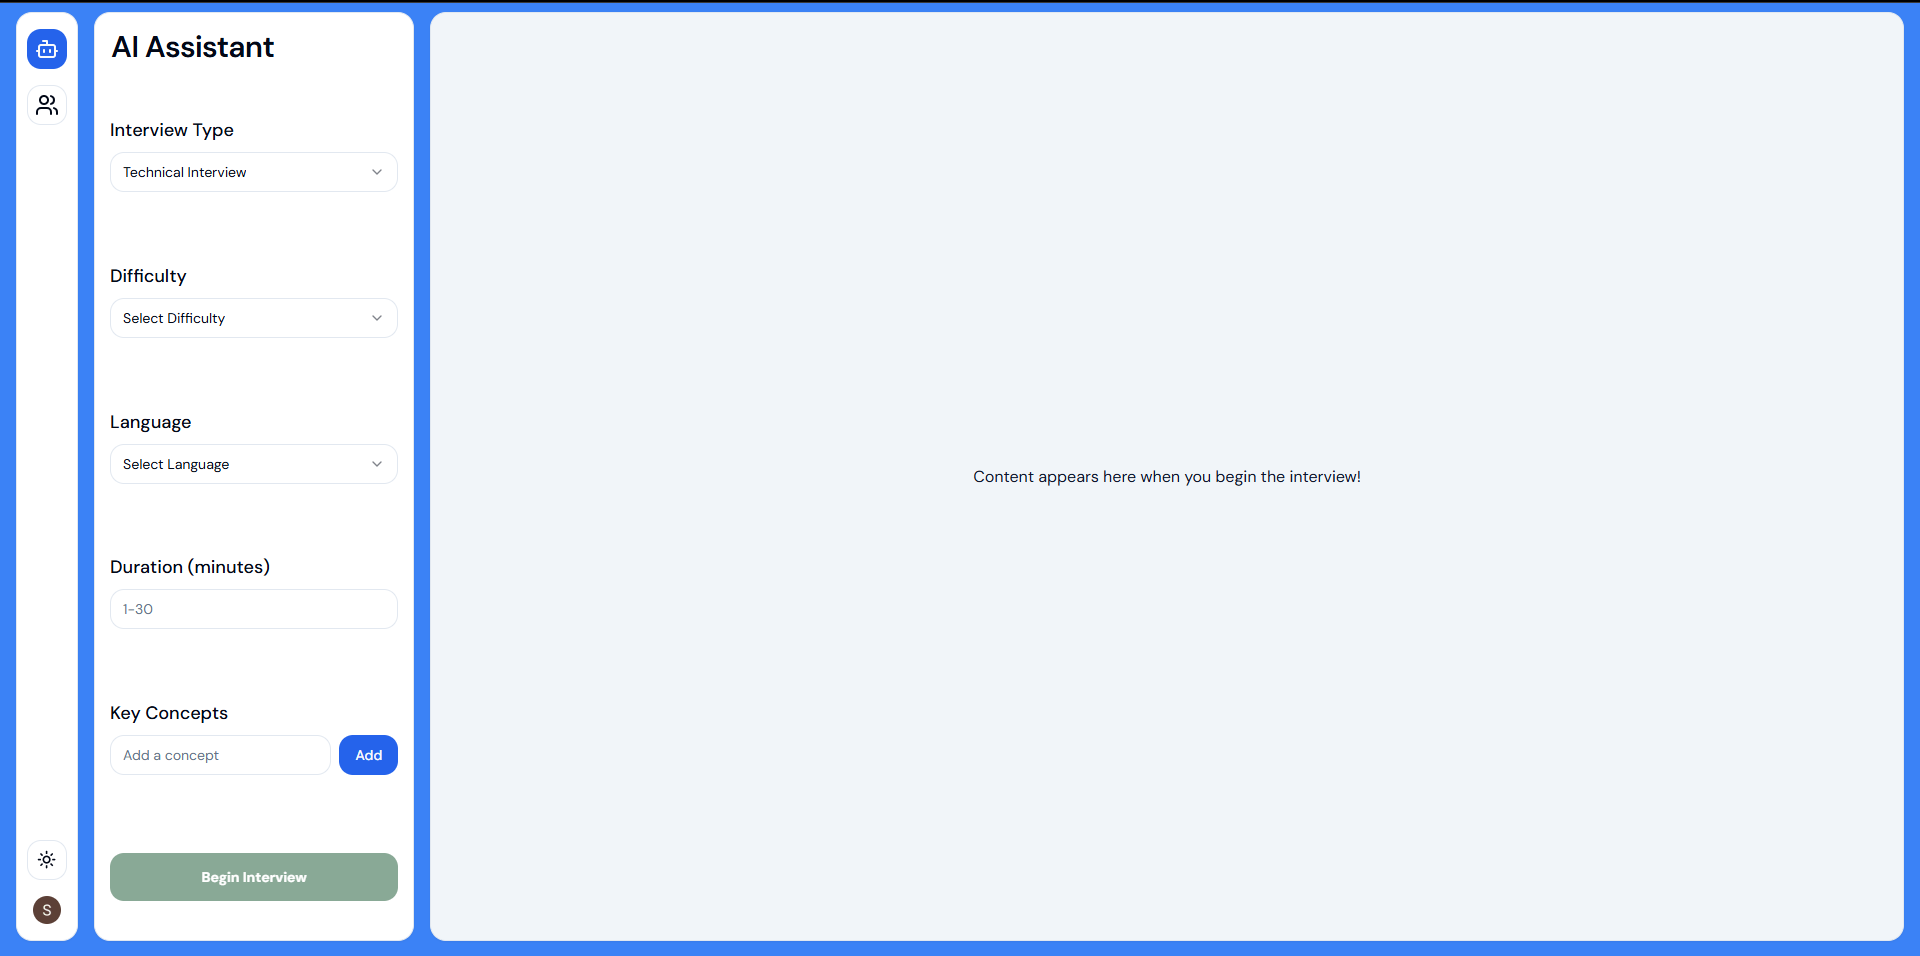 AI Assistant
Interview Type
Technical Interview
Difficulty
Select Difficulty
Language
Select Language
Duration (minutes)
1-30
Key Concepts
Add a concept
Add
Begin Interview
S
Content appears here when you begin the interview!